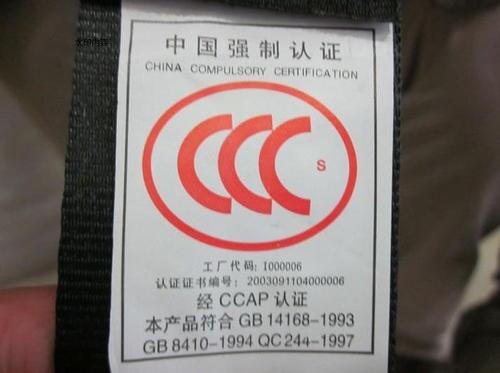 中国强制认证
CHINA COMPULSORY CERTIFICATION
CCC S
工厂代码: I000006
认证证书编号: 2003091104000006
经 CCAP 认证
本产品符合 GB 14168-1993
GB 8410-1994 QC 244-1997